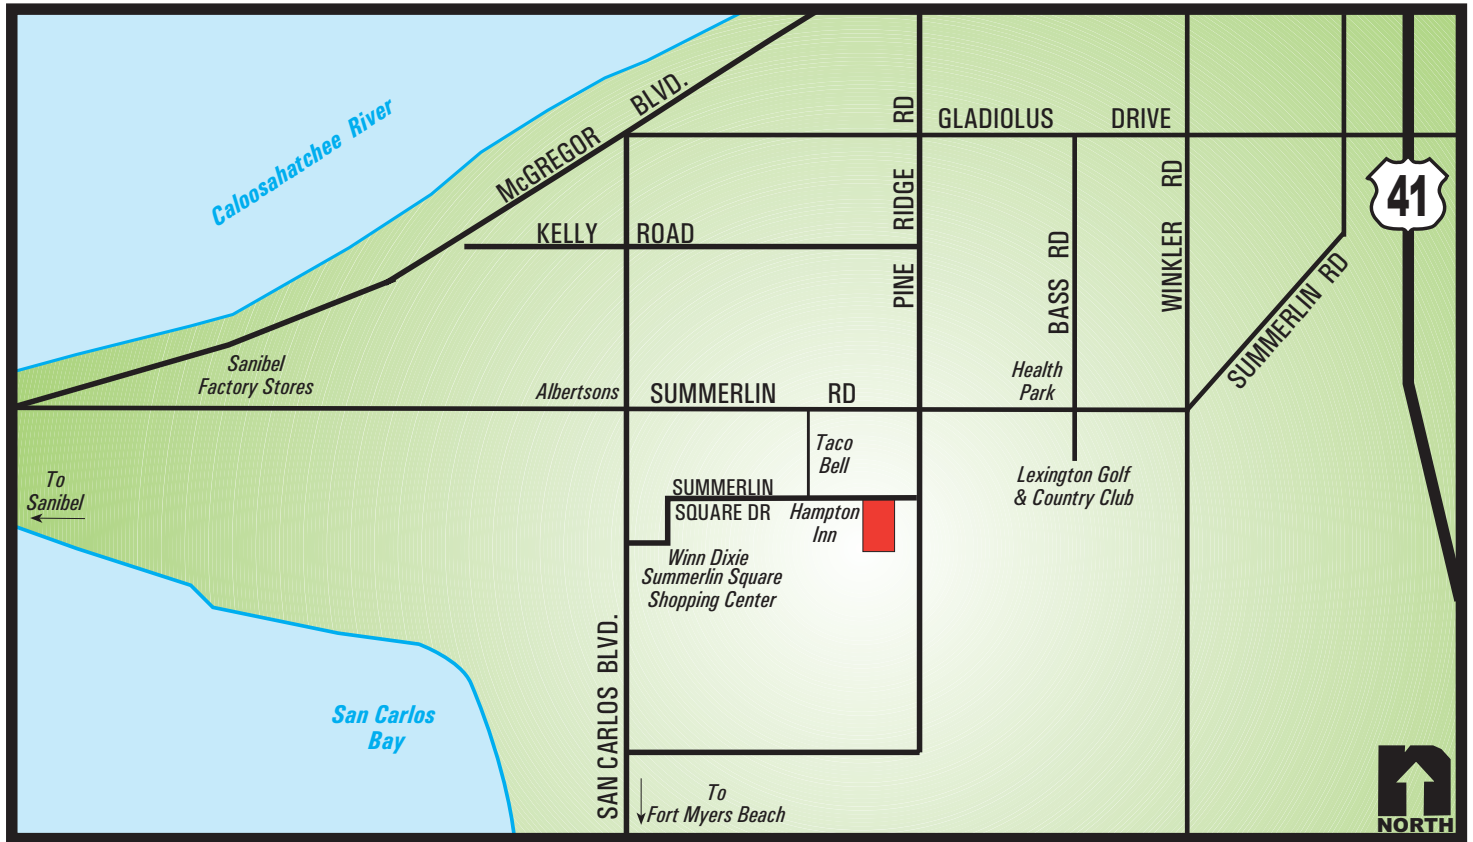 Caloosahatchee River
McGREGOR BLVD.
PINE RIDGE RD
GLADIOLUS DRIVE
WINKLER RD
41
KELLY ROAD
BASS RD
SUMMERLIN RD
Sanibel
Factory Stores
Albertsons
SUMMERLIN RD
Health
Park
Taco
Bell
To
Sanibel
Lexington Golf
& Country Club
SUMMERLIN
SQUARE DR
Hampton
Inn
Winn Dixie
Summerlin Square
Shopping Center
SAN CARLOS BLVD.
San Carlos
Bay
To
Fort Myers Beach
n
NORTH